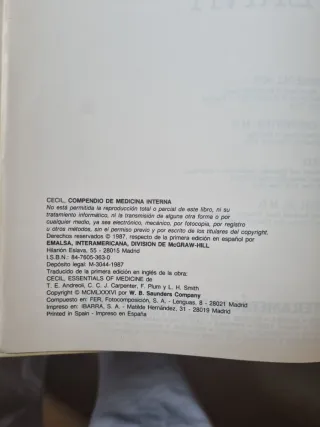 CECIL, COMPENDIO DE MEDICINA INTERNA
No está permitida la reproducción total o parcial de este libro, ni su
tratamiento informático, ni la transmisión de alguna otra forma o por
cualquier medio, ya sea electrónico, mecánico, por fotocopia, por registro
u otros métodos, sin el permiso previo y por escrito de los titulares del copyright.
Derechos reservados © 1987, respecto de la primera edición en español por
EMALSA, INTERAMERICANA, DIVISION DE McGRAW-HILL
Hilarión Eslava, 55 - 28015 Madrid
I.S.B.N.: 84-7605-363-0
Depósito legal: M-3044-1987
Traducido de la primera edición en inglés de la obra:
CECIL, ESSENTIALS OF MEDICINE de
T. E. Andreoli, C. C. J. Carpenter, F. Plum y L. H. Smith
Copyright © MCMLXXXVI por W. B. Saunders Company
Compuesto en: FER, Fotocomposición, S. A. - Lenguas, 8 - 28021 Madrid
Impreso en: IBARRA, S. A. - Matilde Hernández, 31 - 28019 Madrid
Printed in Spain - Impreso en España